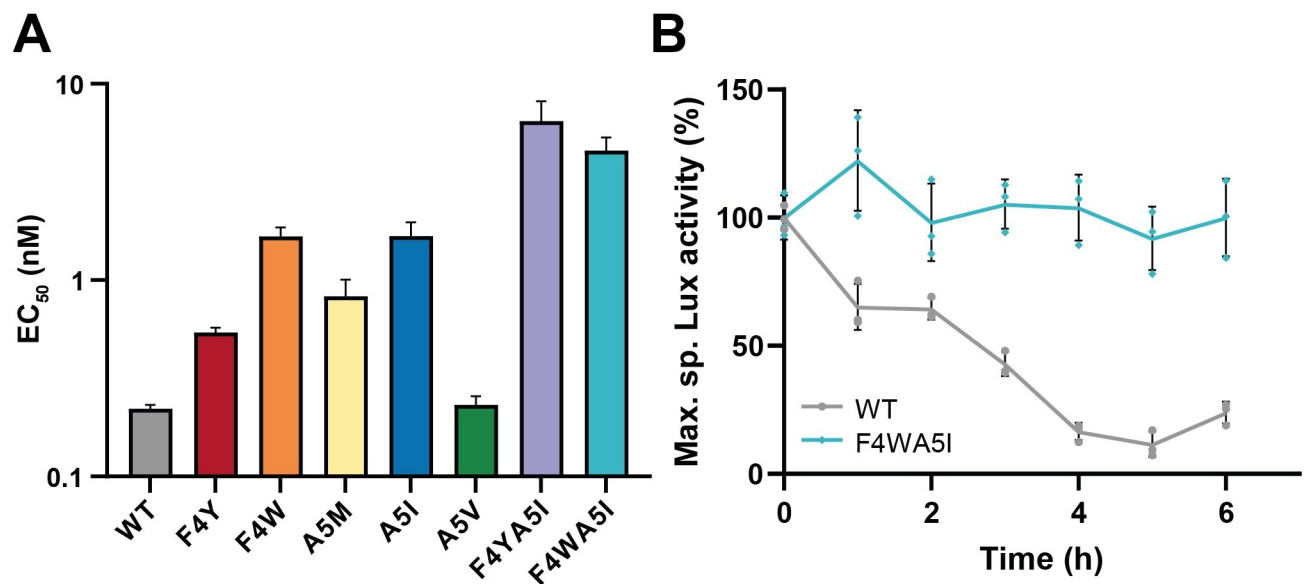 A
EC50 (nM)
10
1
0.1
WT
F4Y
F4W
A5M
A5I
A5V
F4YA5I
F4WA5I
B
Max. sp. Lux activity (%)
150
100
50
0
WT
F4WA5I
0
2
4
6
Time (h)